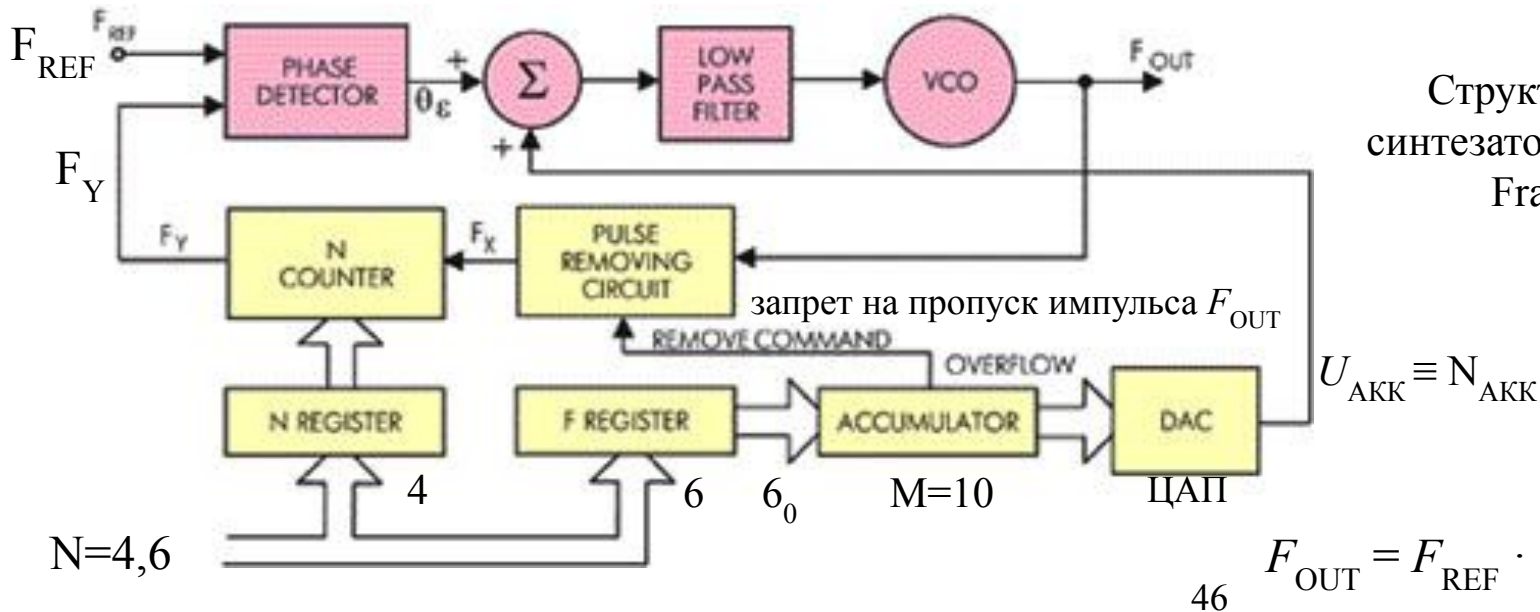 F_REF
F_REF
PHASE
DETECTOR
+
θε
Σ
+
LOW
PASS
FILTER
VCO
F OUT
Структ
синтезато
Fra
F_Y
F_Y
N
COUNTER
F_X
PULSE
REMOVING
CIRCUIT
запрет на пропуск импульса F_OUT
REMOVE COMMAND
OVERFLOW
U_АКК ≡ N_АКК
N REGISTER
F REGISTER
ACCUMULATOR
DAC
4
6
6_0
M=10
ЦАП
N=4,6
F_OUT = F_REF ·
46